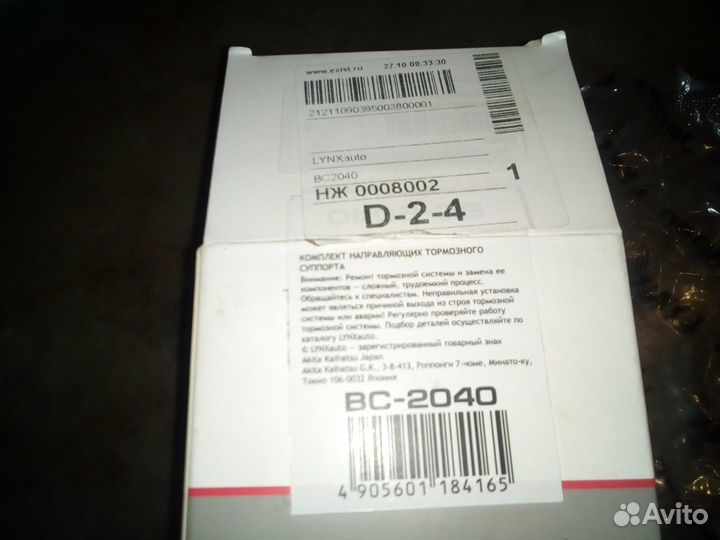 www.exist.ru 27.10 09:33:30
21211090395003800001
LYNXauto
BC2040
1
НЖ 0008002
D-2-4
КОМПЛЕКТ НАПРАВЛЯЮЩИХ ТОРМОЗНОГО
СУППОРТА
Внимание: Ремонт тормозной системы и замена ее
компонентов – сложный, трудоемкий процесс.
Обращайтесь к специалистам. Неправильная установка
может являться причиной выхода из строя тормозной
системы или аварии! Регулярно проверяйте работу
тормозной системы. Подбор деталей осуществляйте по
каталогу LYNXauto.
© LYNXauto – зарегистрированный товарный знак
Akita Kaihatsu Japan
Akita Kaihatsu G.K., 3-8-413, Роппонги 7-чоме, Минато-ку,
Токио 106-0032 Япония
BC-2040
4 905601 184165
Avito